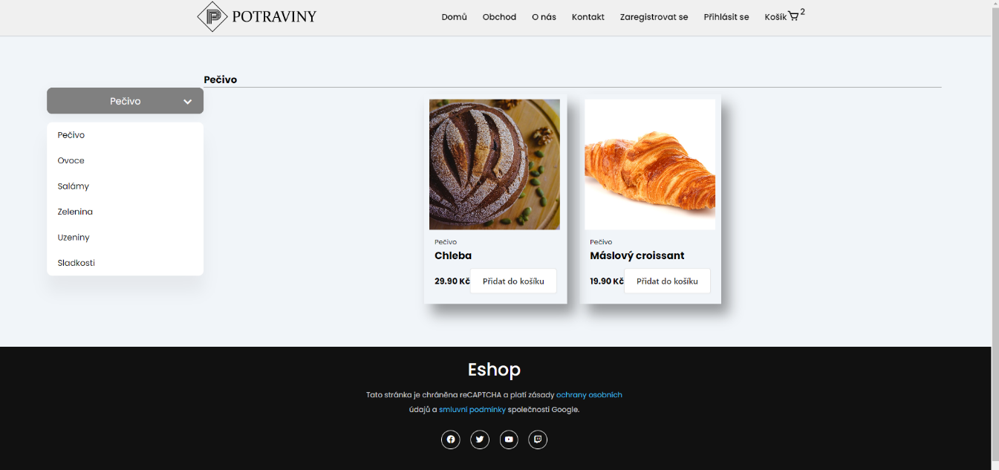 POTRAVINY
Domů Obchod O nás Kontakt Zaregistrovat se Přihlásit se Košík 2
Pečivo
Pečivo
Pečivo
Ovoce
Salámy
Zelenina
Uzeniny
Sladkosti
Pečivo
Chleba
29.90 Kč Přidat do košíku
Pečivo
Máslový croissant
19.90 Kč Přidat do košíku
Eshop
Tato stránka je chráněna reCAPTCHA a platí zásady ochrany osobních
údajů a smluvní podmínky společnosti Google.